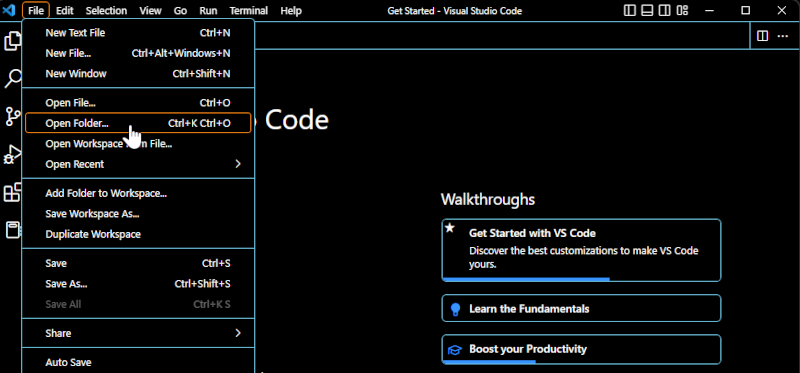 File Edit Selection View Go Run Terminal Help Get Started - Visual Studio Code
New Text File Ctrl+N
New File... Ctrl+Alt+Windows+N
New Window Ctrl+Shift+N
Open File... Ctrl+O
Open Folder... Ctrl+K Ctrl+O
Open Workspace from File...
Open Recent
Add Folder to Workspace...
Save Workspace As...
Duplicate Workspace
Save Ctrl+S
Save As... Ctrl+Shift+S
Save All Ctrl+K S
Share
Auto Save
Code
Walkthroughs
Get Started with VS Code
Discover the best customizations to make VS Code
yours.
Learn the Fundamentals
Boost your Productivity